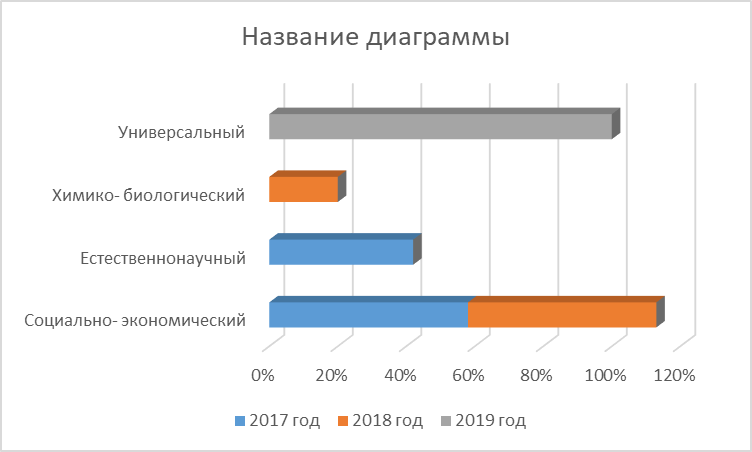 Название диаграммы
Универсальный
Химико- биологический
Естественнонаучный
Социально- экономический
0% 20% 40% 60% 80% 100% 120%
2017 год 2018 год 2019 год